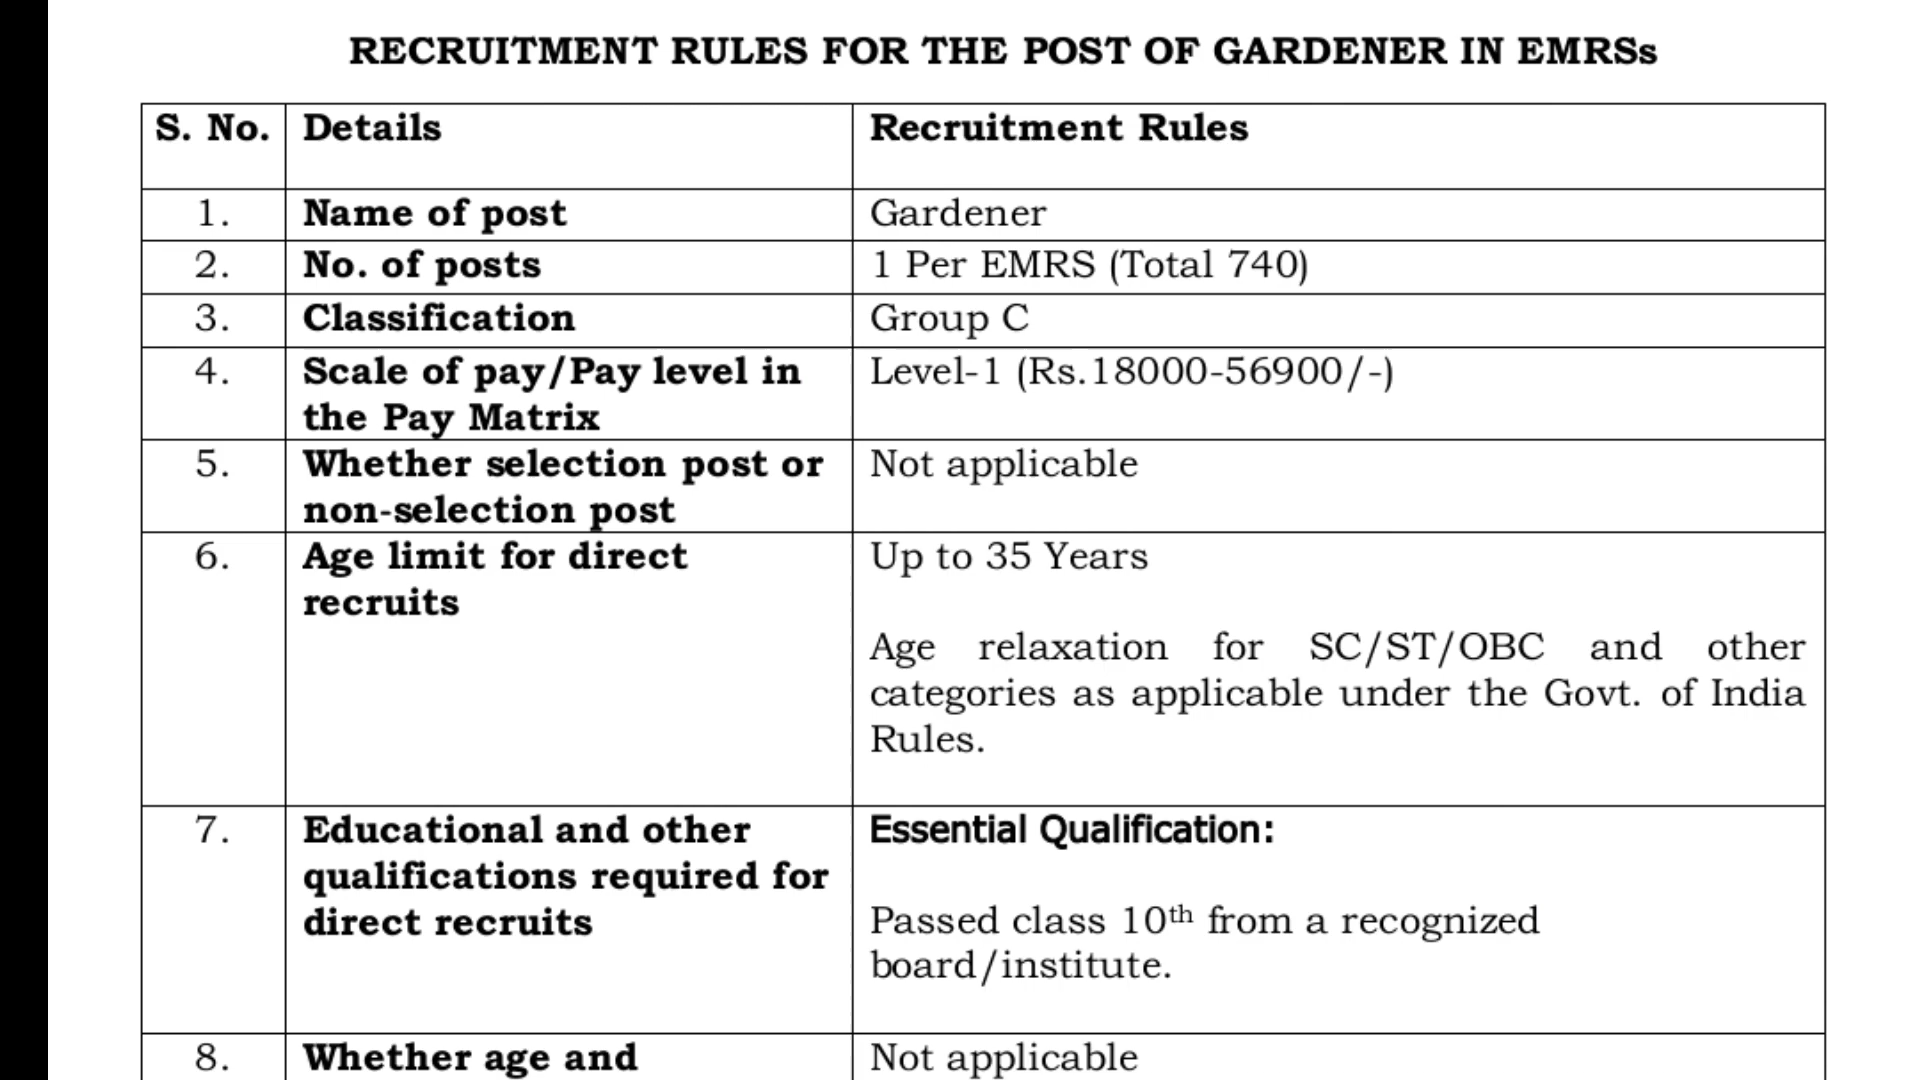 RECRUITMENT RULES FOR THE POST OF GARDENER IN EMRSs
S. No. Details Recruitment Rules
1. Name of post Gardener
2. No. of posts 1 Per EMRS (Total 740)
3. Classification Group C
4. Scale of pay/Pay level in Level-1 (Rs.18000-56900/-)
the Pay Matrix
5. Whether selection post or Not applicable
non-selection post
6. Age limit for direct Up to 35 Years
recruits
Age relaxation for SC/ST/OBC and other
categories as applicable under the Govt. of India
Rules.
7. Educational and other Essential Qualification:
qualifications required for
direct recruits Passed class 10th from a recognized
board/institute.
8. Whether age and Not applicable